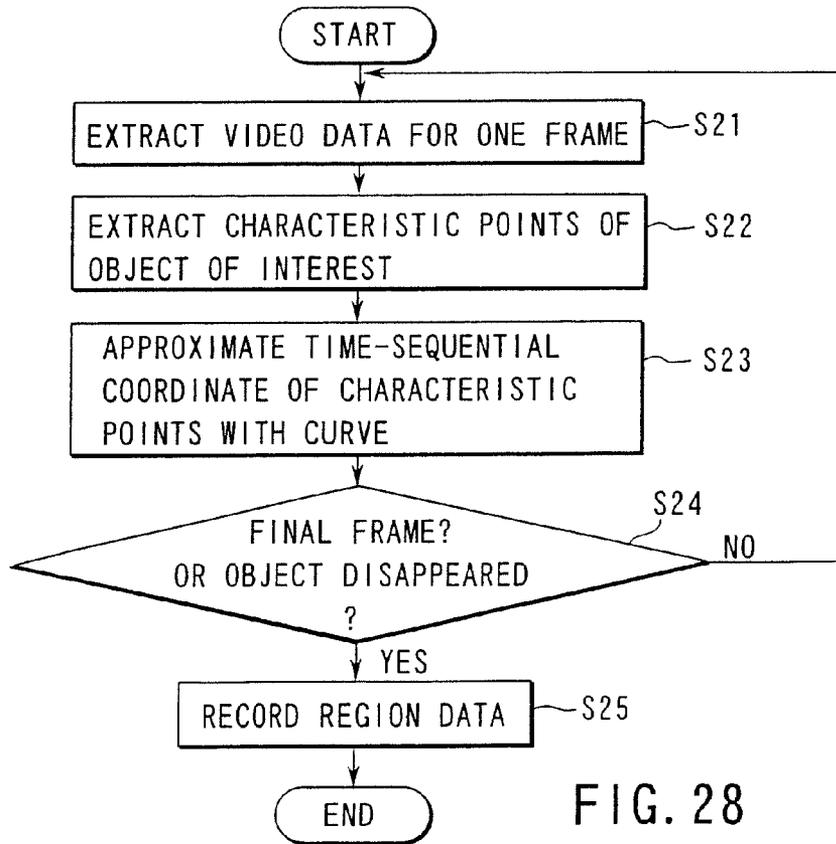 START
EXTRACT VIDEO DATA FOR ONE FRAME
S21
EXTRACT CHARACTERISTIC POINTS OF
OBJECT OF INTEREST
S22
APPROXIMATE TIME-SEQUENTIAL
COORDINATE OF CHARACTERISTIC
POINTS WITH CURVE
S23
S24
FINAL FRAME?
OR OBJECT DISAPPEARED
?
NO
YES
RECORD REGION DATA
S25
END
FIG. 28